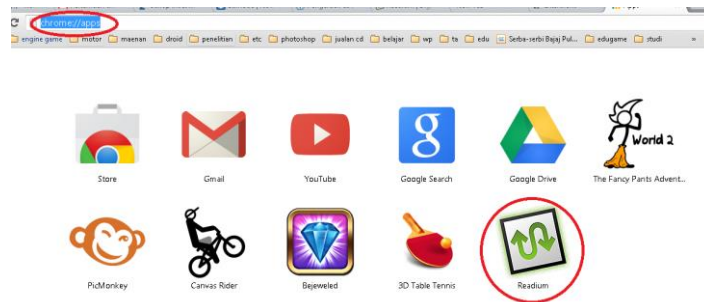 chrome://apps
engine game motor maenan droid penelitian etc photoshop jualan cd belajar wp ta edu Serba-serbi Bajaj Pul... edugame studi »
8 World 2
Store Gmail YouTube Google Search Google Drive The Fancy Pants Advent...
PicMonkey Canvas Rider Bejeweled 3D Table Tennis Readium